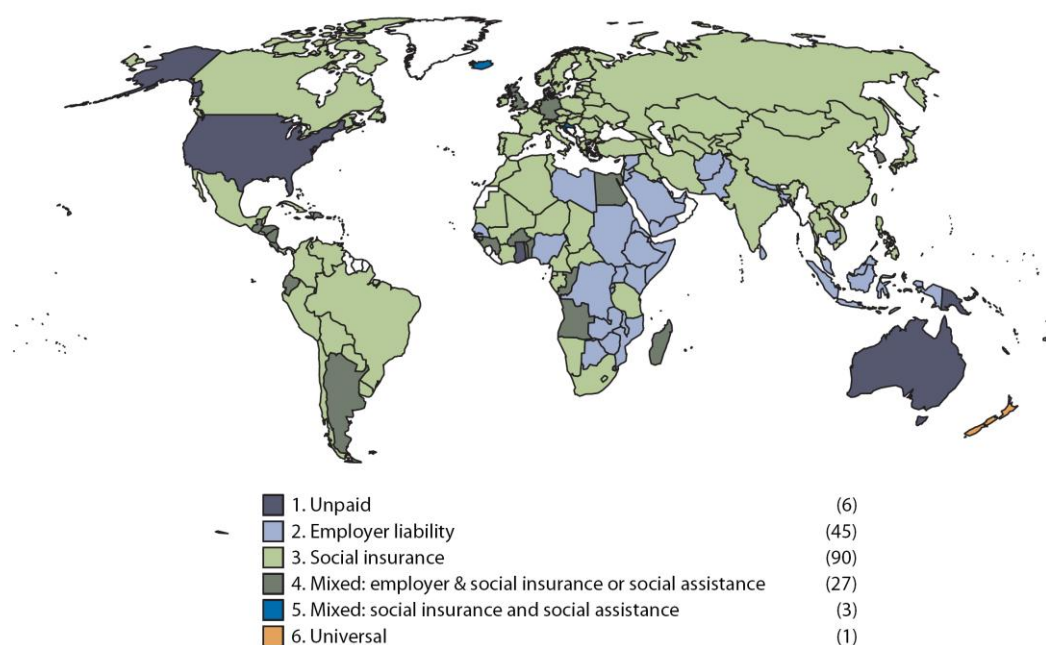 1. Unpaid (6)
2. Employer liability (45)
3. Social insurance (90)
4. Mixed: employer & social insurance or social assistance (27)
5. Mixed: social insurance and social assistance (3)
6. Universal (1)